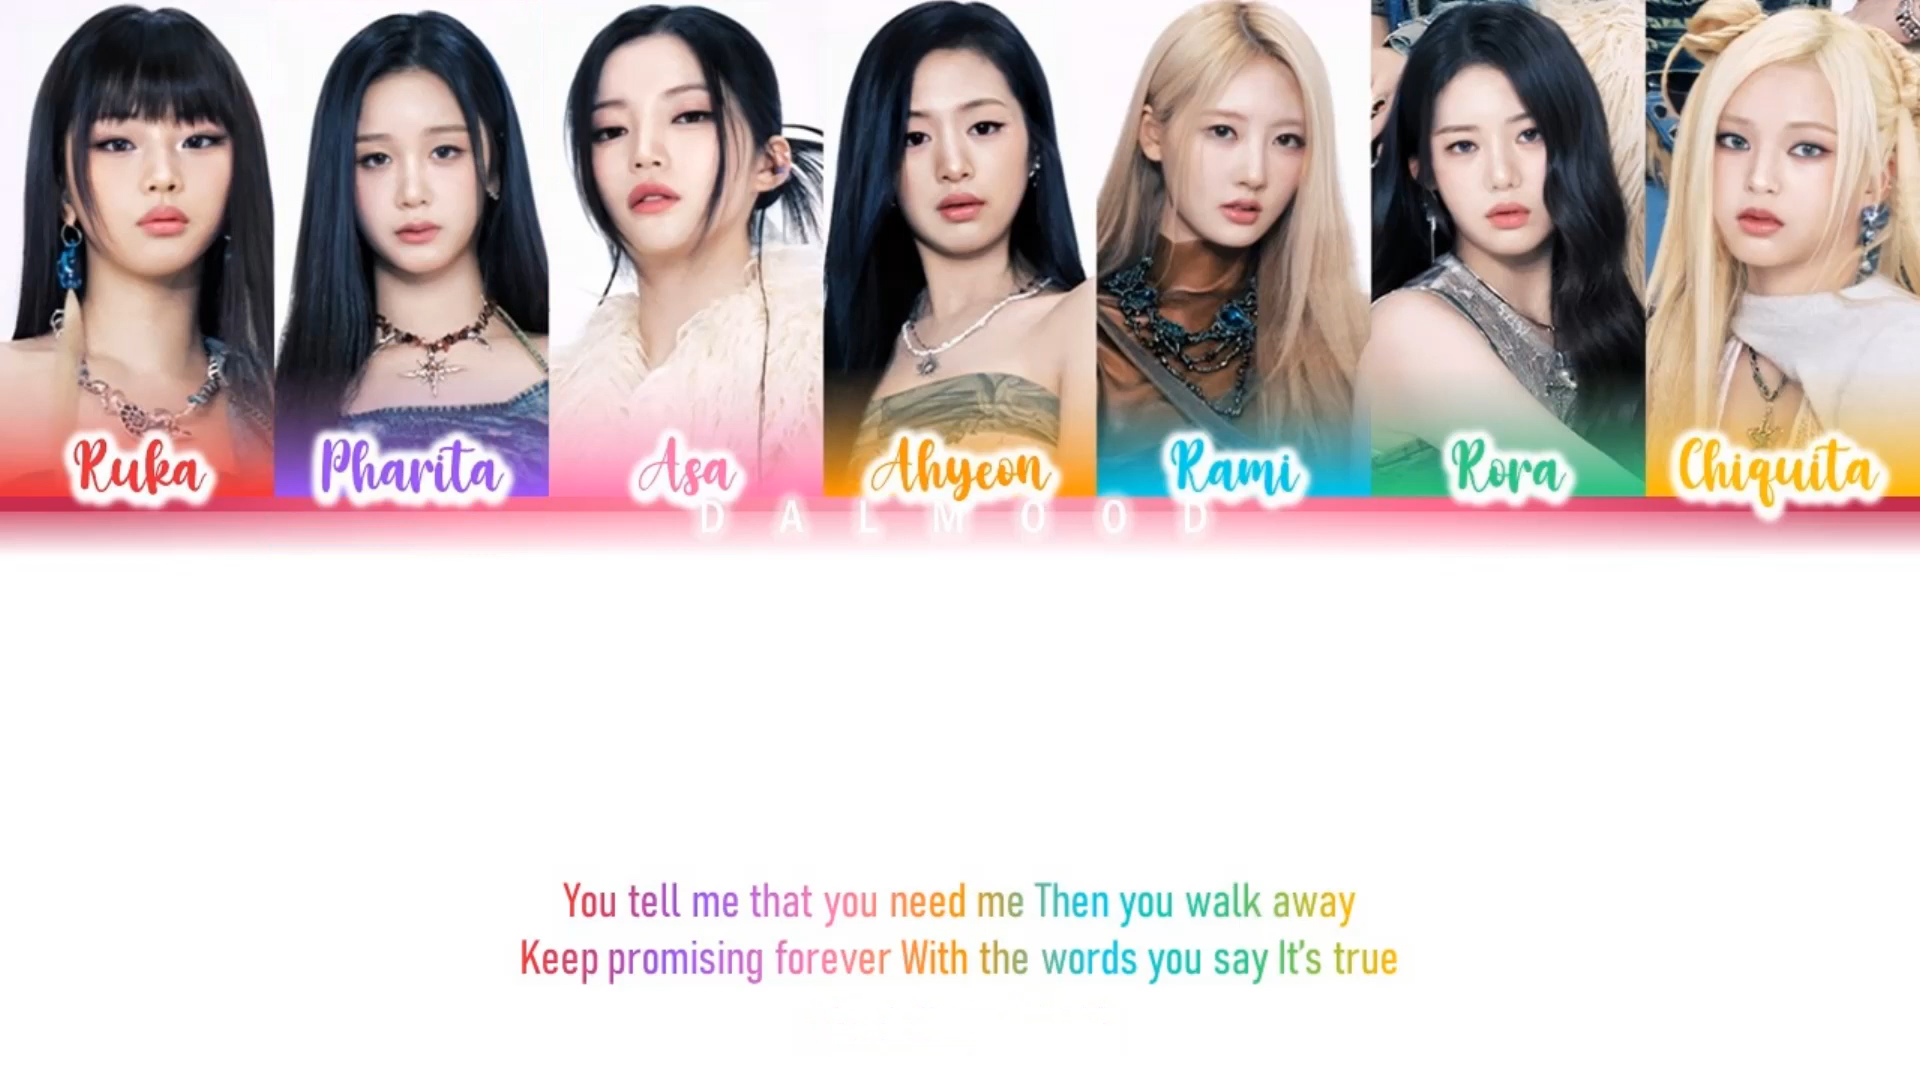 Ruka Pharita Asa Ahyeon Rami Rora Chiquita
DALMOOD
You tell me that you need me Then you walk away
Keep promising forever With the words you say It's true